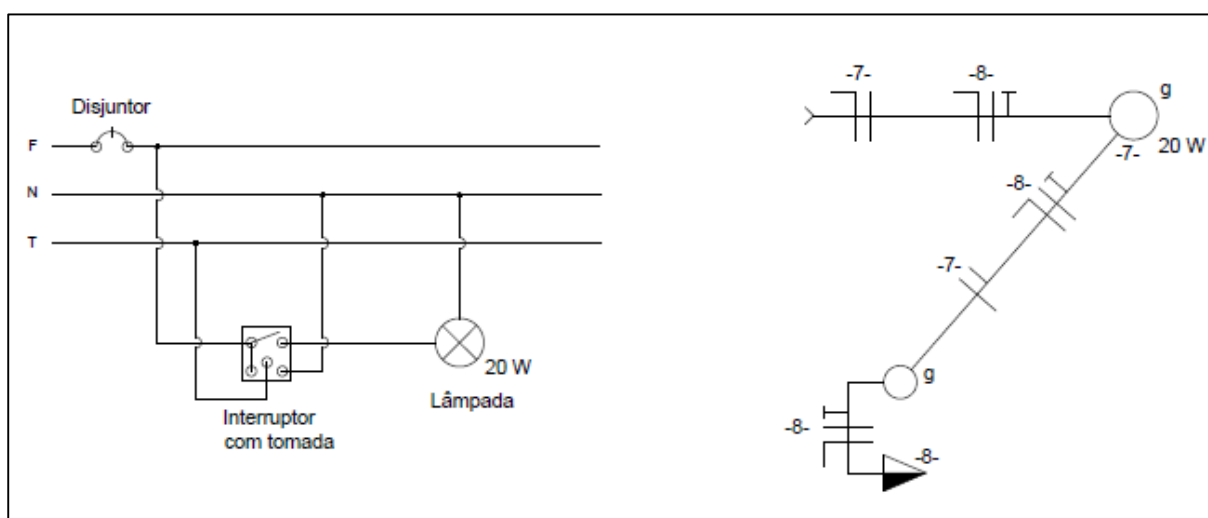 Disjuntor
F
N
T
20 W
Lâmpada
Interruptor
com tomada
-7-
-8-
g
20 W
-7-
-8-
-7-
g
-8-
-8-